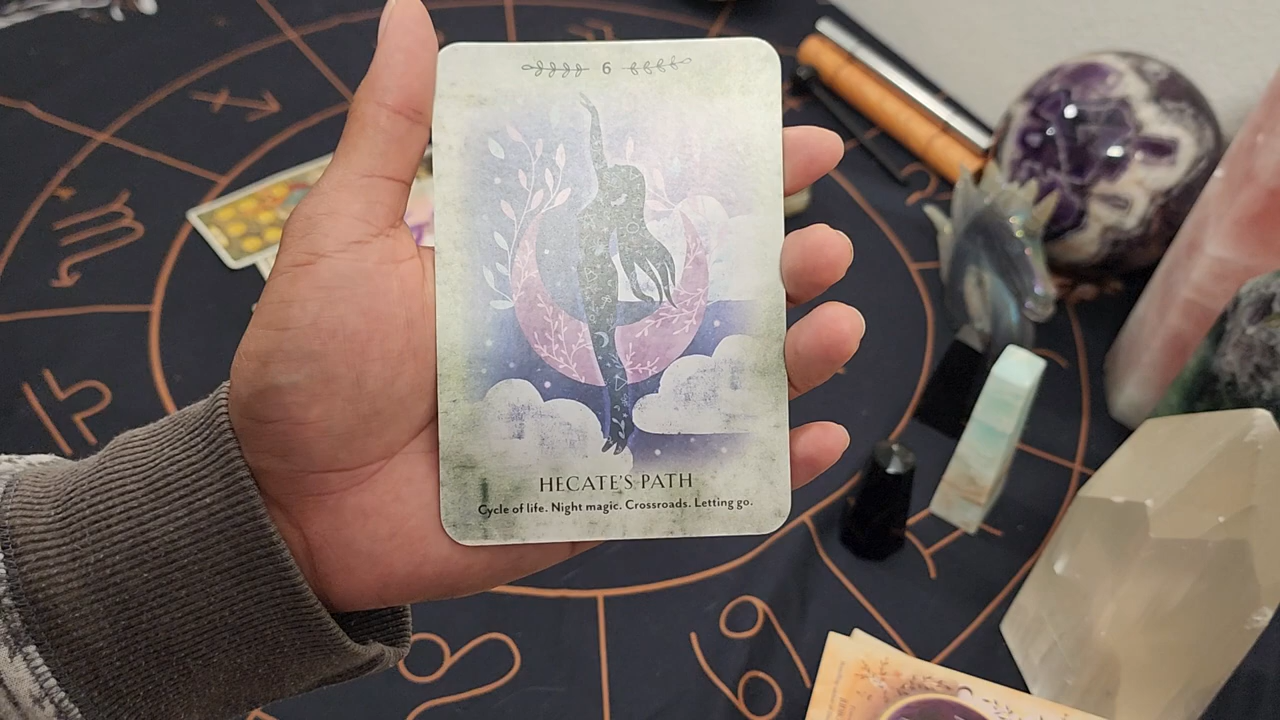 6
HECATE'S PATH
Cycle of life. Night magic. Crossroads. Letting go.